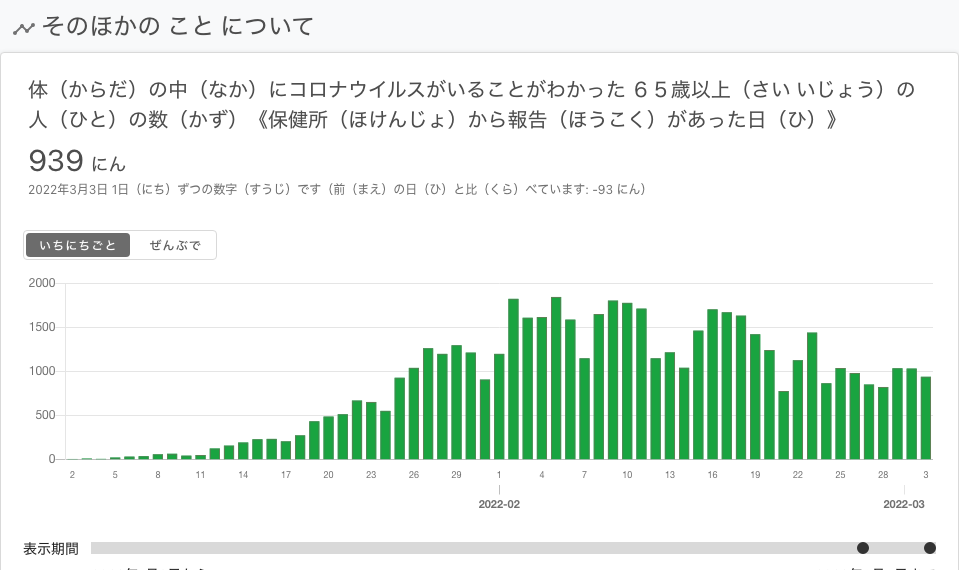 そのほかの こと について
体（からだ）の中（なか）にコロナウイルスがいることがわかった ６５歳以上（さい いじょう）の
人（ひと）の数（かず）《保健所（ほけんじょ）から報告（ほうこく）があった日（ひ）》
939 にん
2022年3月3日 1日（にち）ずつの数字（すうじ）です（前（まえ）の日（ひ）と比（くら）べています: -93 にん）
いちにちごと ぜんぶで
2000
1500
1000
500
0
2 5 8 11 14 17 20 23 26 29 1 4 7 10 13 16 19 22 25 28 3
2022-02 2022-03
表示期間